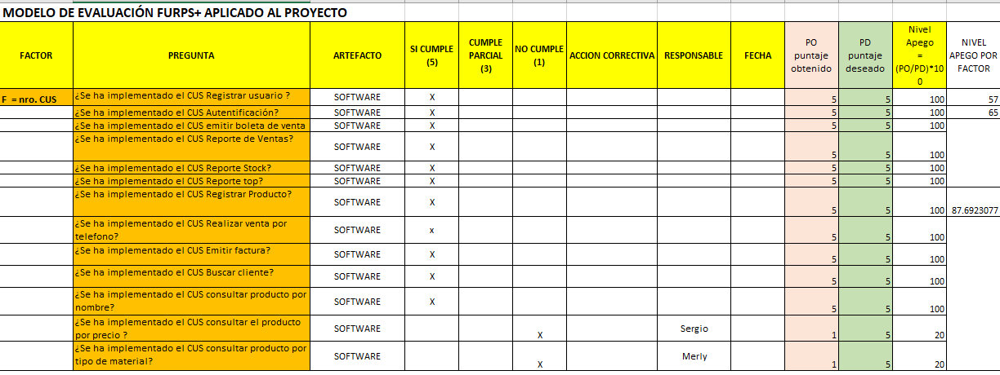 MODELO DE EVALUACIÓN FURPS+ APLICADO AL PROYECTO
FACTOR PREGUNTA ARTEFACTO SI CUMPLE (5) CUMPLE PARCIAL (3) NO CUMPLE (1) ACCION CORRECTIVA RESPONSABLE FECHA PO puntaje obtenido PD puntaje deseado Nivel Apego = (PO/PD)*100 NIVEL APEGO POR FACTOR
F = nro. CUS ¿Se ha implementado el CUS Registrar usuario ? SOFTWARE X 5 5 100 57
¿Se ha implementado el CUS Autentificación? SOFTWARE X 5 5 100 65
¿Se ha implementado el CUS emitir boleta de venta SOFTWARE X 5 5 100
¿Se ha implementado el CUS Reporte de Ventas? SOFTWARE X 5 5 100
¿Se ha implementado el CUS Reporte Stock? SOFTWARE X 5 5 100
¿Se ha implementado el CUS Reporte top? SOFTWARE X 5 5 100
¿Se ha implementado el CUS Registrar Producto? SOFTWARE X 5 5 100 87.6923077
¿Se ha implementado el CUS Realizar venta por
telefono? SOFTWARE x 5 5 100
¿Se ha implementado el CUS Emitir factura? SOFTWARE X 5 5 100
¿Se ha implementado el CUS Buscar cliente? SOFTWARE X 5 5 100
¿Se ha implementado el CUS consultar producto por
nombre? SOFTWARE X 5 5 100
¿Se ha implementado el CUS consultar el producto
por precio ? SOFTWARE X Sergio 1 5 20
¿Se ha implementado el CUS consultar producto por
tipo de material? SOFTWARE X Merly 1 5 20